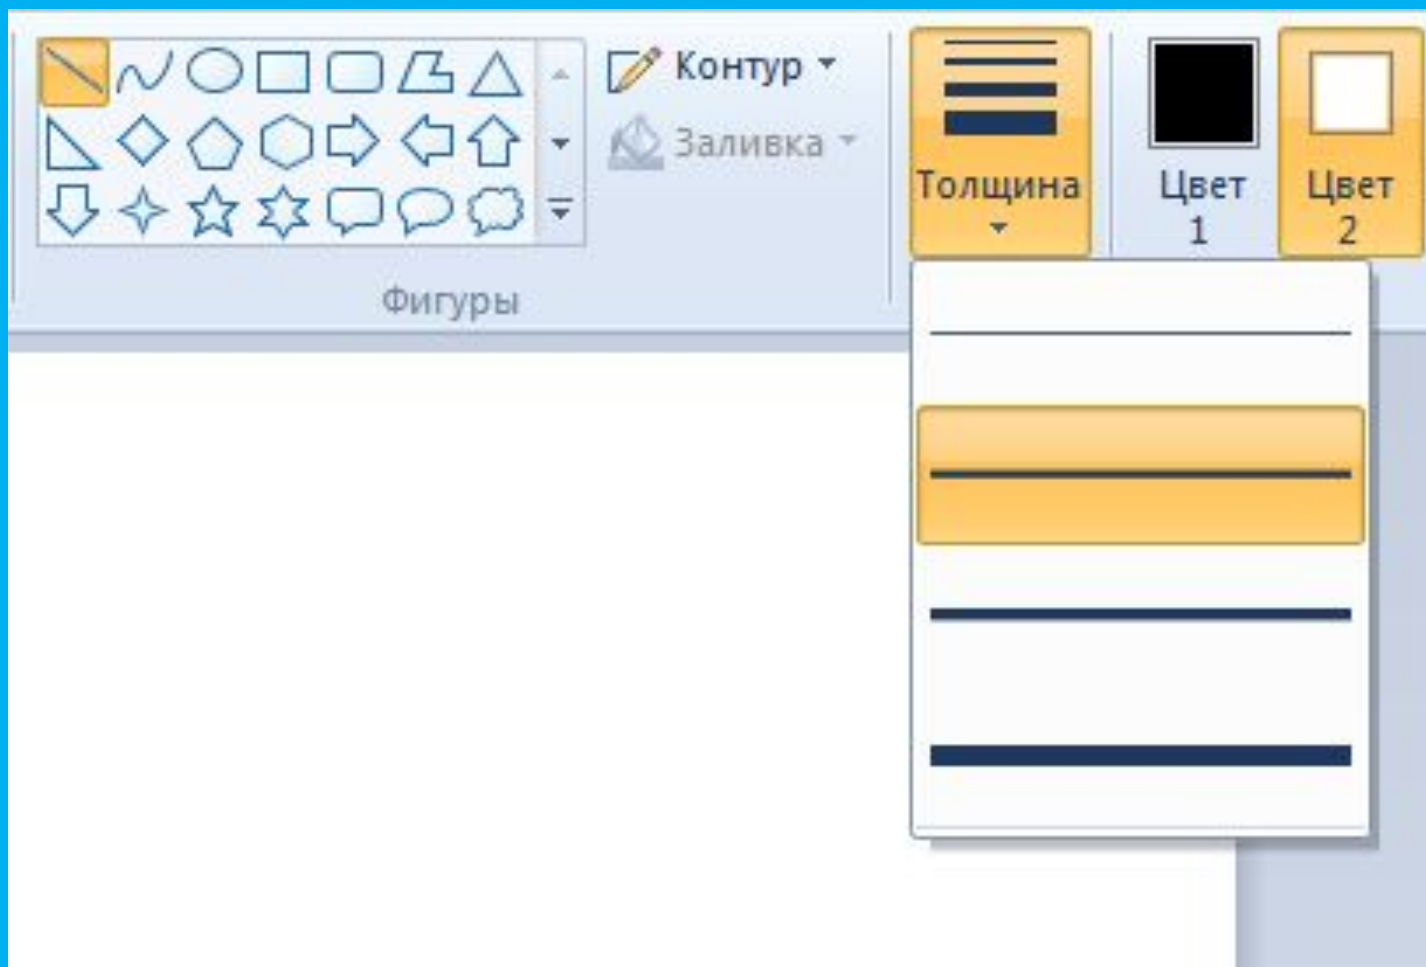 Контур
Заливка
Фигуры
Толщина
Цвет
1
Цвет
2